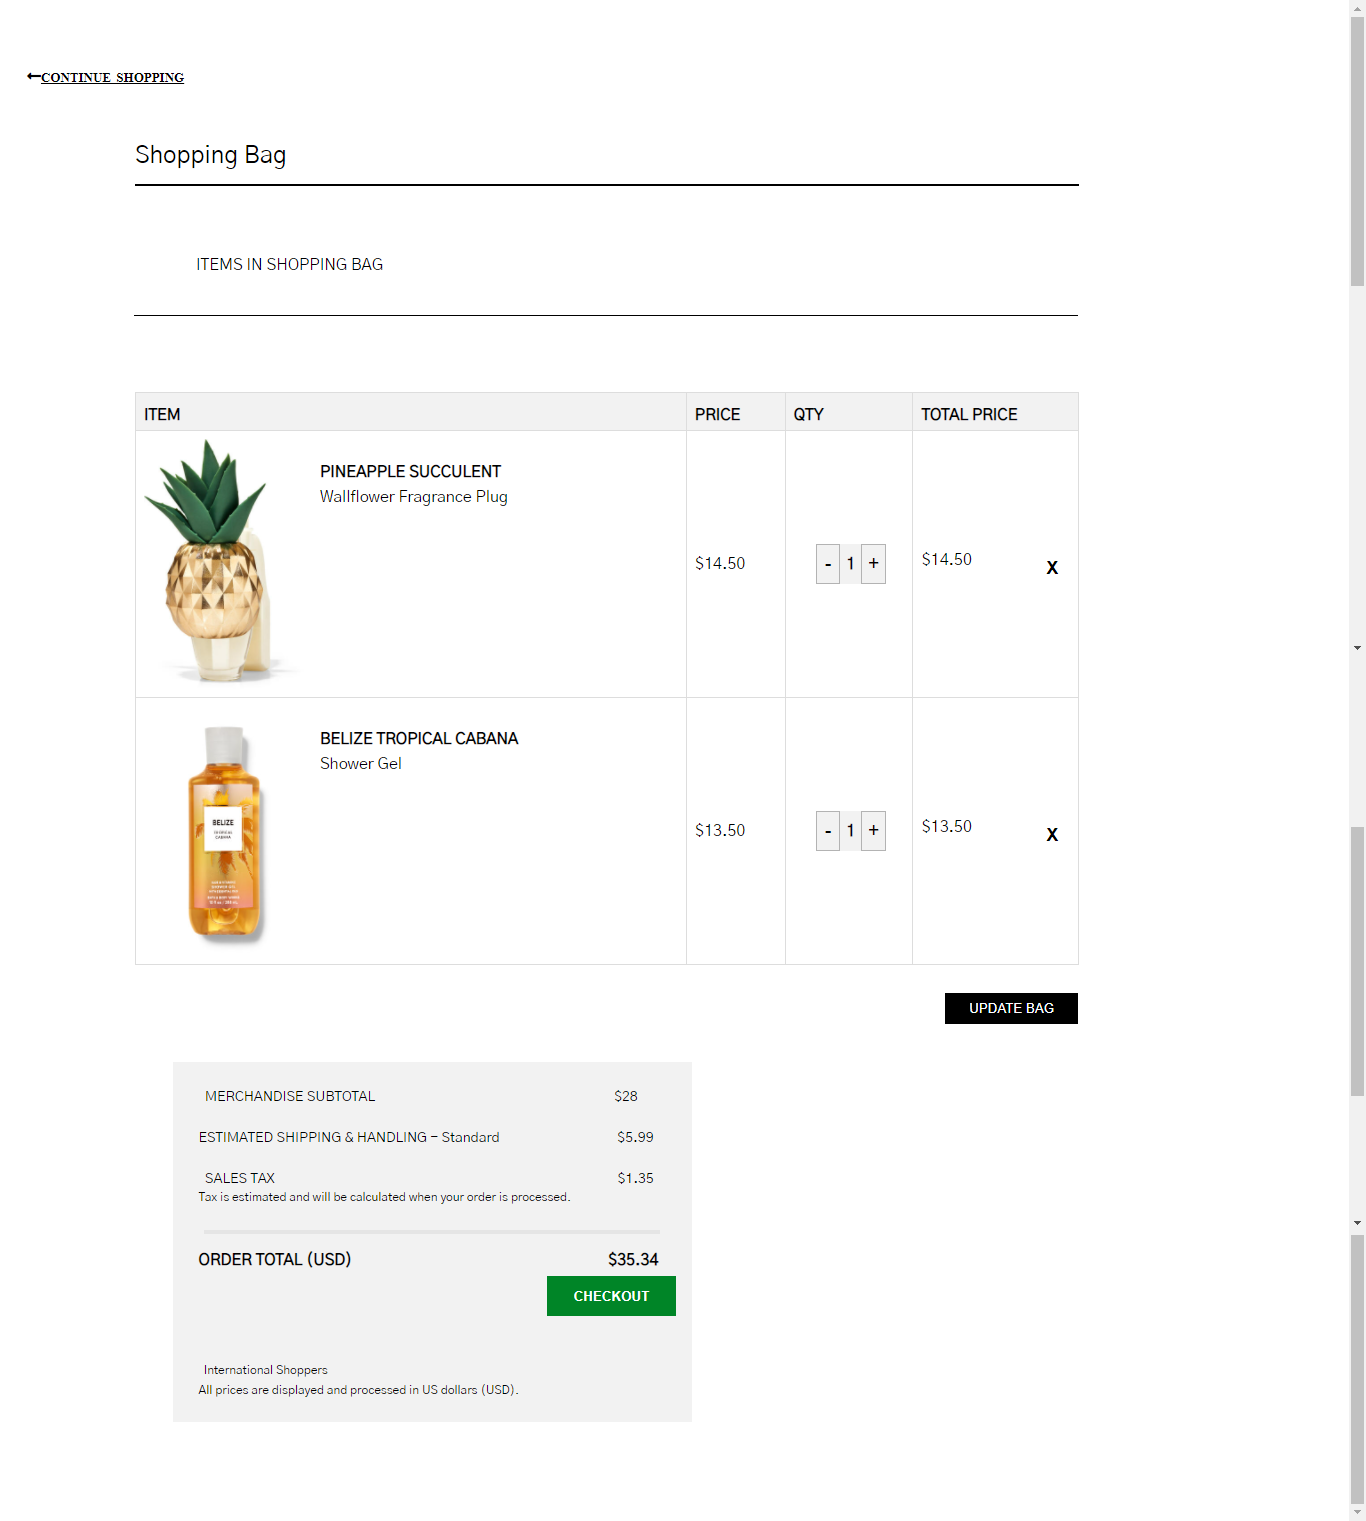 CONTINUE SHOPPING
Shopping Bag
ITEMS IN SHOPPING BAG
ITEM PRICE QTY TOTAL PRICE
PINEAPPLE SUCCULENT
Wallflower Fragrance Plug
$14.50 - 1 + $14.50 X
BELIZE TROPICAL CABANA
Shower Gel
BELIZE
TROPICAL
CABANA
$13.50 - 1 + $13.50 X
UPDATE BAG
MERCHANDISE SUBTOTAL $28
ESTIMATED SHIPPING & HANDLING - Standard $5.99
SALES TAX $1.35
Tax is estimated and will be calculated when your order is processed.
ORDER TOTAL (USD) $35.34
CHECKOUT
International Shoppers
All prices are displayed and processed in US dollars (USD).